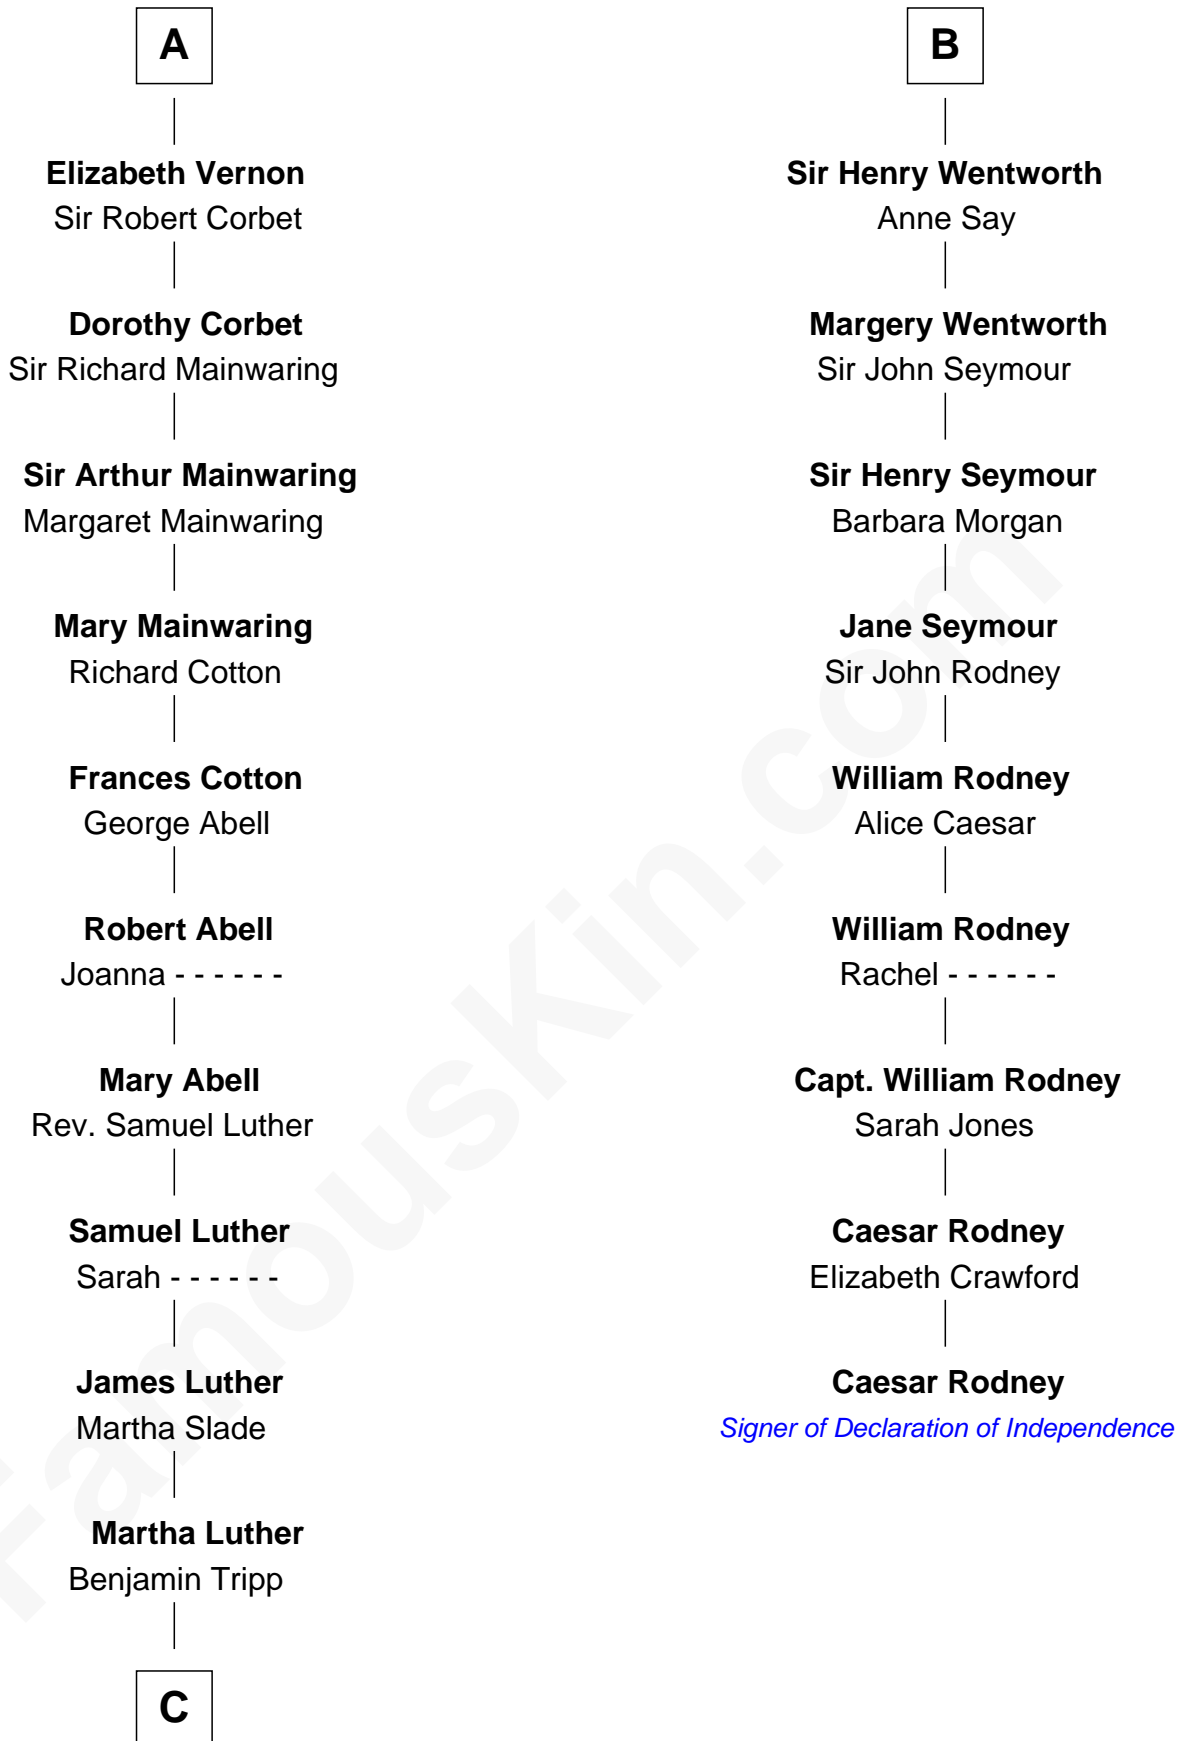 A
Elizabeth Vernon
Sir Robert Corbet
Dorothy Corbet
Sir Richard Mainwaring
Sir Arthur Mainwaring
Margaret Mainwaring
Mary Mainwaring
Richard Cotton
Frances Cotton
George Abell
Robert Abell
Joanna - - - - - -
Mary Abell
Rev. Samuel Luther
Samuel Luther
Sarah - - - - - -
James Luther
Martha Slade
Martha Luther
Benjamin Tripp
C
B
Sir Henry Wentworth
Anne Say
Margery Wentworth
Sir John Seymour
Sir Henry Seymour
Barbara Morgan
Jane Seymour
Sir John Rodney
William Rodney
Alice Caesar
William Rodney
Rachel - - - - - -
Capt. William Rodney
Sarah Jones
Caesar Rodney
Elizabeth Crawford
Caesar Rodney
Signer of Declaration of Independence
FamousKin.com